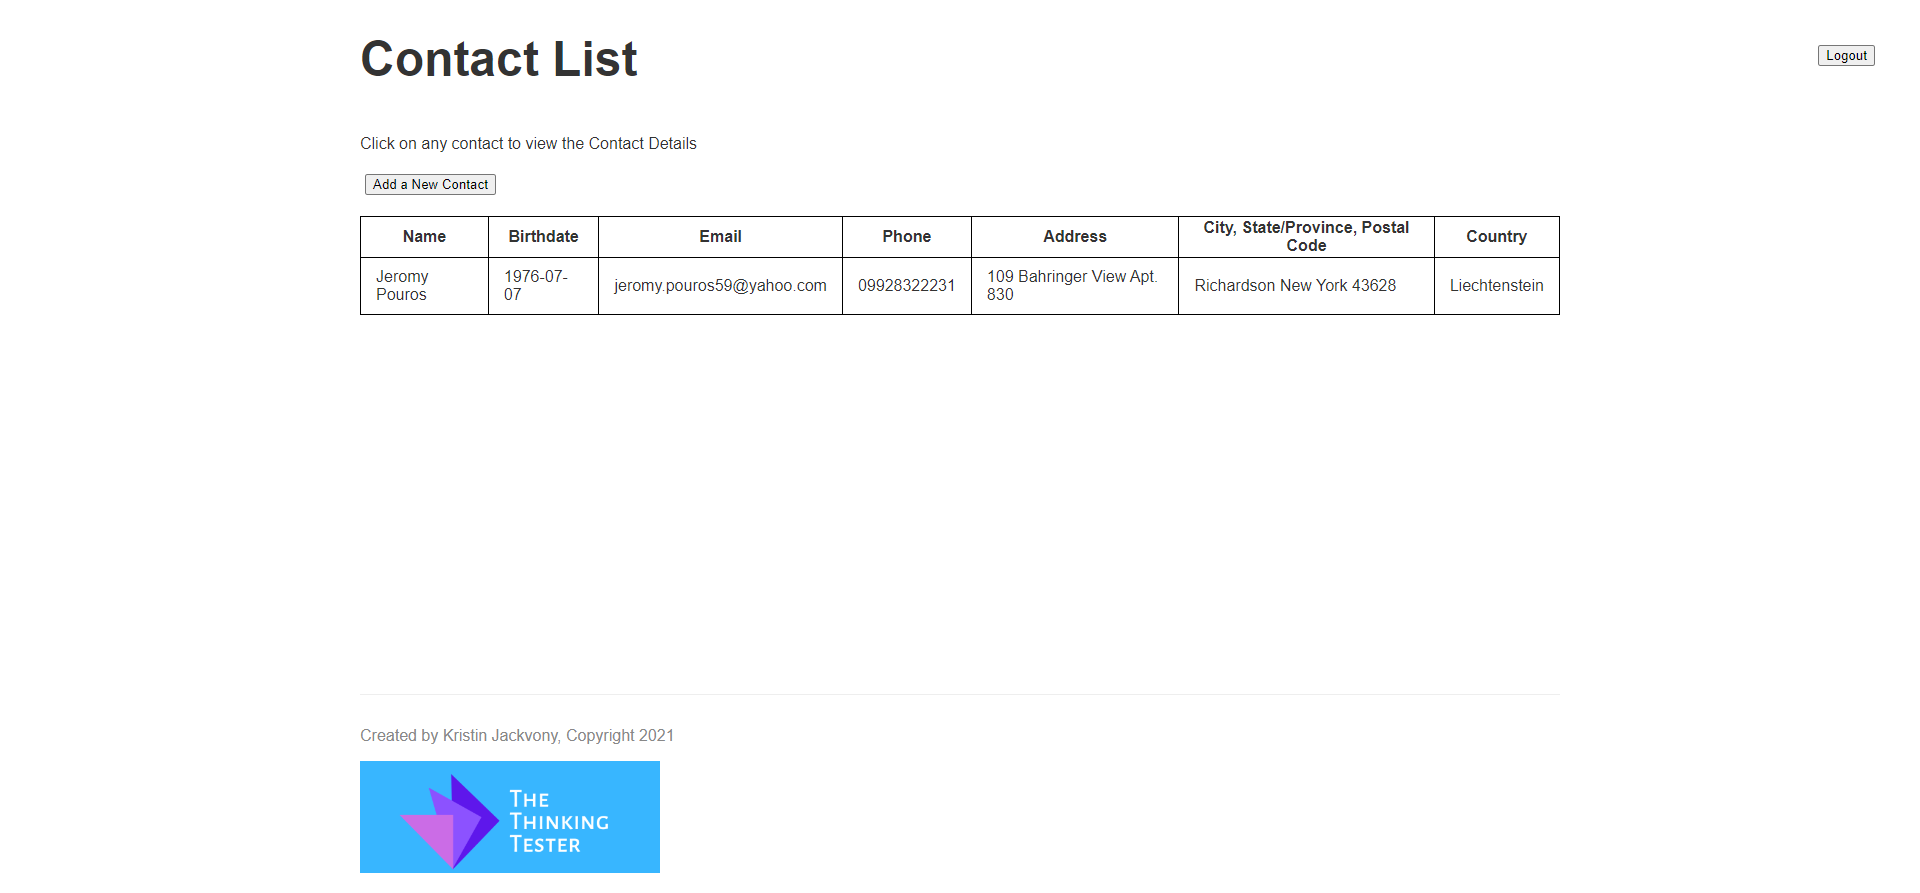 Contact List
Logout
Click on any contact to view the Contact Details
Add a New Contact
Name Birthdate Email Phone Address City, State/Province, Postal Code Country
Jeromy Pouros 1976-07-07 jeromy.pouros59@yahoo.com 09928322231 109 Bahringer View Apt. 830 Richardson New York 43628 Liechtenstein
Created by Kristin Jackvony, Copyright 2021
THE
THINKING
TESTER